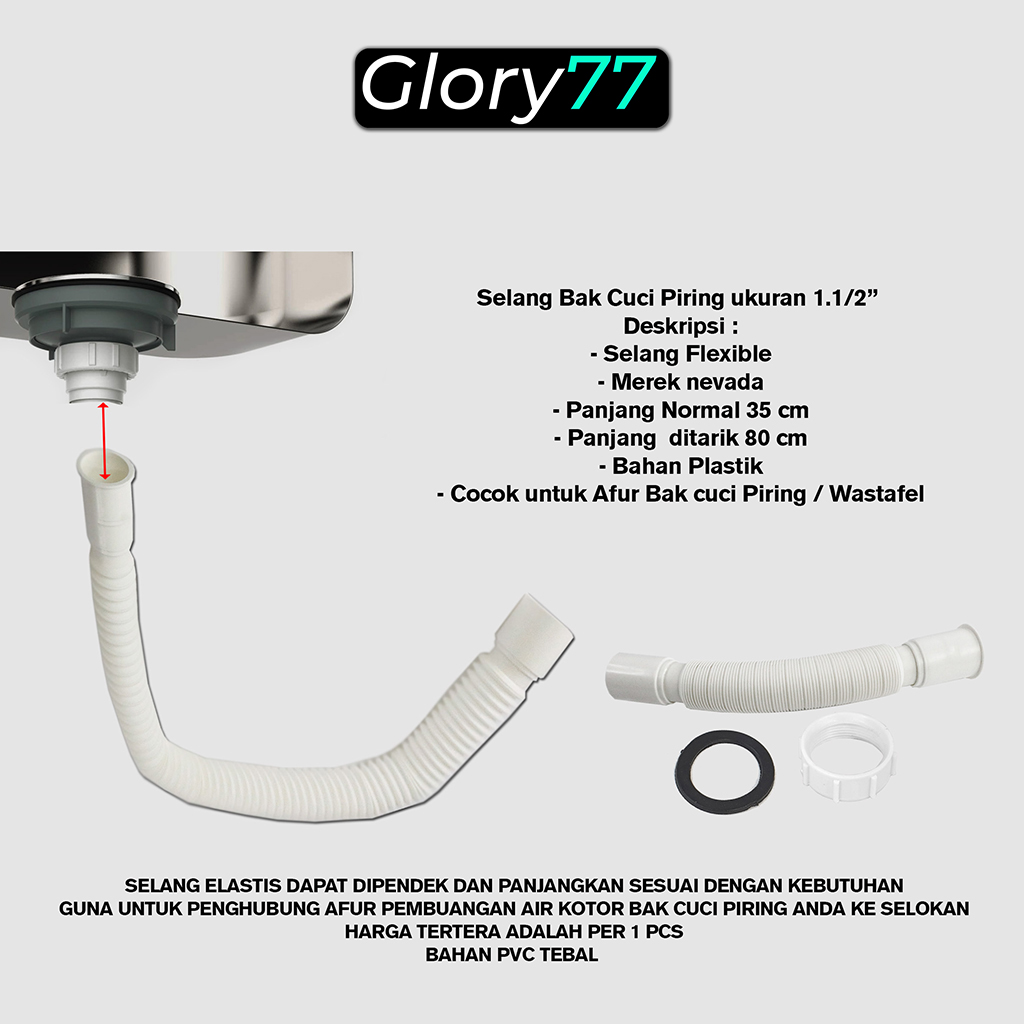 Glory77
Selang Bak Cuci Piring ukuran 1.1/2”
Deskripsi :
- Selang Flexible
- Merek nevada
- Panjang Normal 35 cm
- Panjang  ditarik 80 cm
- Bahan Plastik
- Cocok untuk Afur Bak cuci Piring / Wastafel
SELANG ELASTIS DAPAT DIPENDEK DAN PANJANGKAN SESUAI DENGAN KEBUTUHAN
GUNA UNTUK PENGHUBUNG AFUR PEMBUANGAN AIR KOTOR BAK CUCI PIRING ANDA KE SELOKAN
HARGA TERTERA ADALAH PER 1 PCS
BAHAN PVC TEBAL